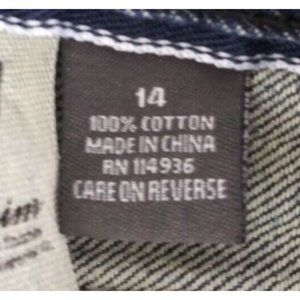 14
100% COTTON
MADE IN CHINA
RN 114936
CARE ON REVERSE